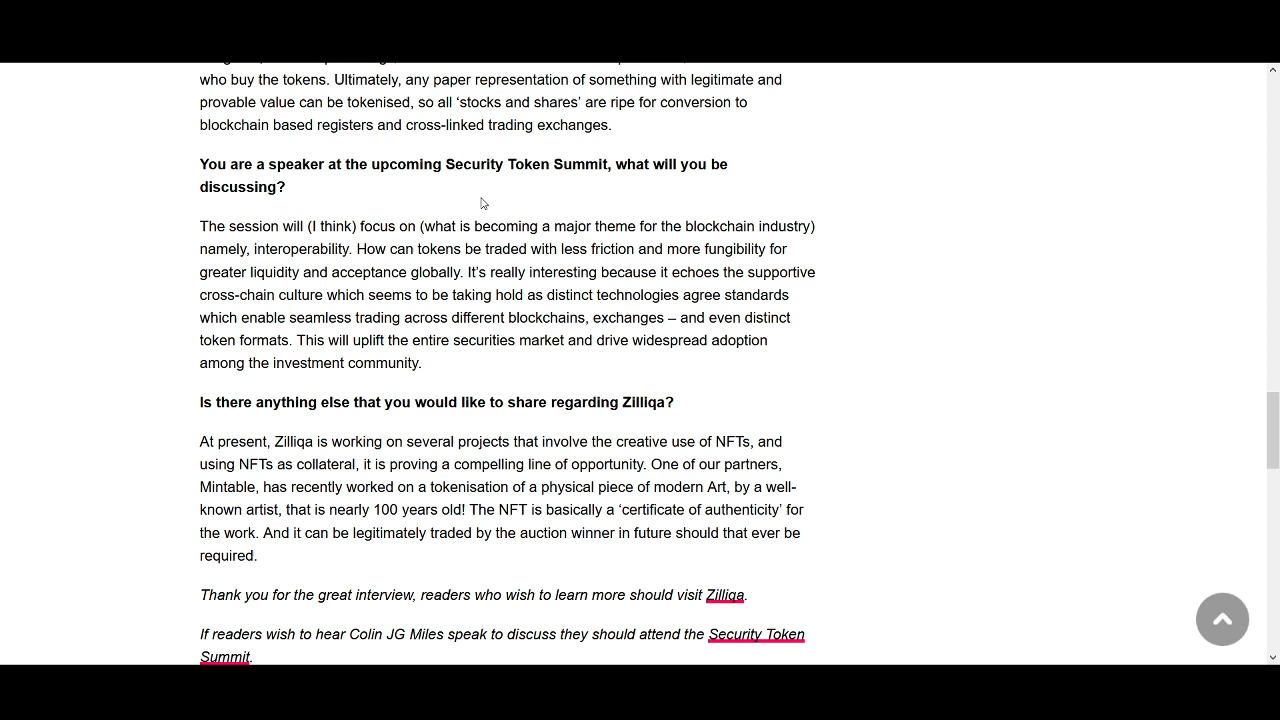 who buy the tokens. Ultimately, any paper representation of something with legitimate and
provable value can be tokenised, so all ‘stocks and shares’ are ripe for conversion to
blockchain based registers and cross-linked trading exchanges.
You are a speaker at the upcoming Security Token Summit, what will you be
discussing?
The session will (I think) focus on (what is becoming a major theme for the blockchain industry)
namely, interoperability. How can tokens be traded with less friction and more fungibility for
greater liquidity and acceptance globally. It’s really interesting because it echoes the supportive
cross-chain culture which seems to be taking hold as distinct technologies agree standards
which enable seamless trading across different blockchains, exchanges – and even distinct
token formats. This will uplift the entire securities market and drive widespread adoption
among the investment community.
Is there anything else that you would like to share regarding Zilliqa?
At present, Zilliqa is working on several projects that involve the creative use of NFTs, and
using NFTs as collateral, it is proving a compelling line of opportunity. One of our partners,
Mintable, has recently worked on a tokenisation of a physical piece of modern Art, by a well-
known artist, that is nearly 100 years old! The NFT is basically a ‘certificate of authenticity’ for
the work. And it can be legitimately traded by the auction winner in future should that ever be
required.
Thank you for the great interview, readers who wish to learn more should visit Zilliqa.
If readers wish to hear Colin JG Miles speak to discuss they should attend the Security Token
Summit.